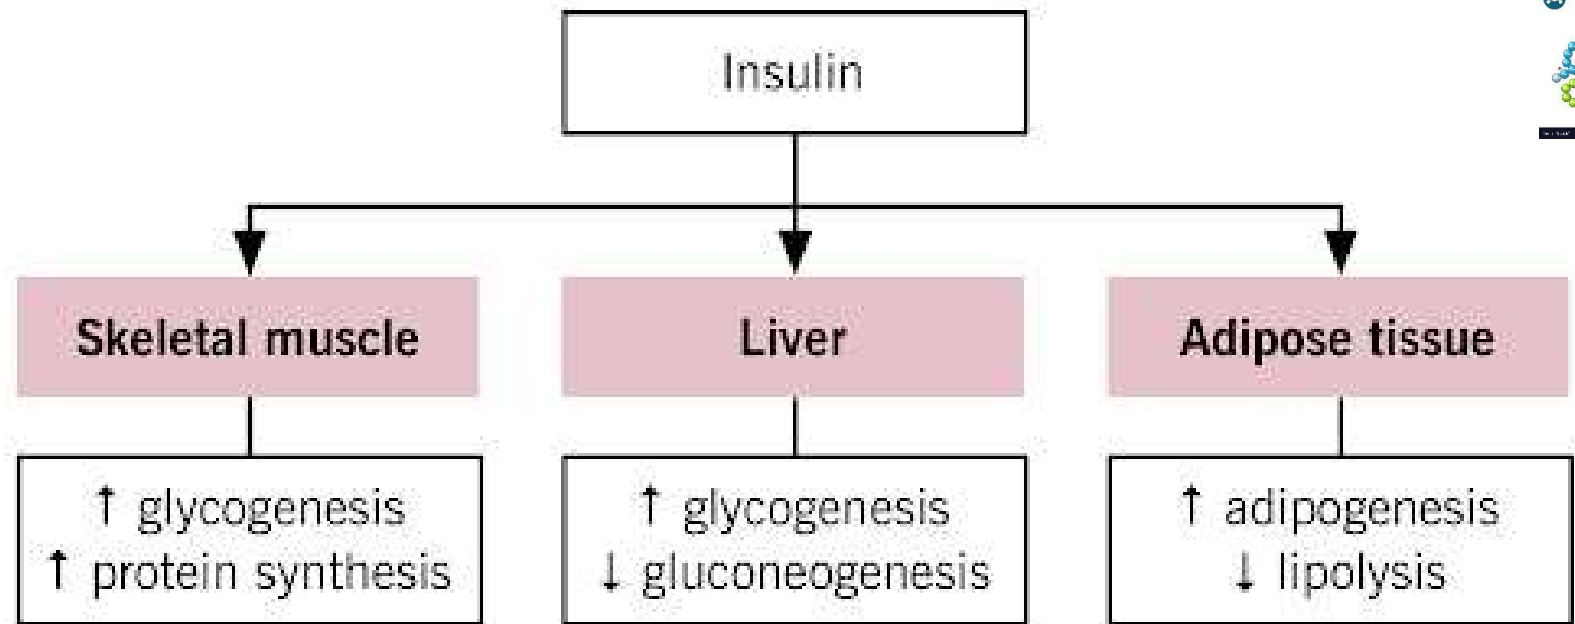 Insulin
Skeletal muscle
Liver
Adipose tissue
↑ glycogenesis
↑ protein synthesis
↑ glycogenesis
↓ gluconeogenesis
↑ adipogenesis
↓ lipolysis